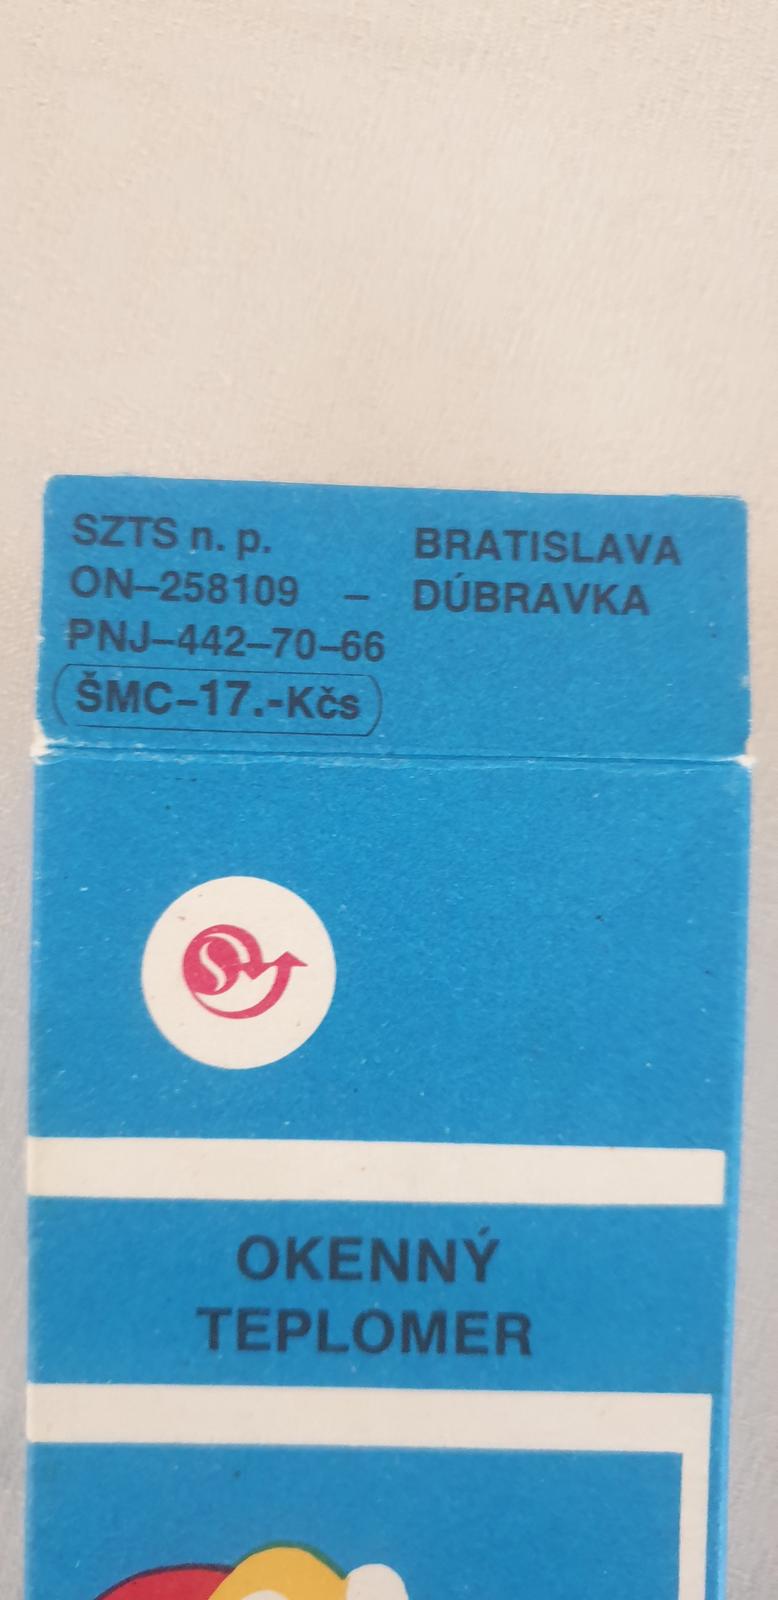 SZTS n. p. BRATISLAVA
ON–258109 – DÚBRAVKA
PNJ–442–70–66
ŠMC–17.-Kčs
OKENNÝ
TEPLOMER